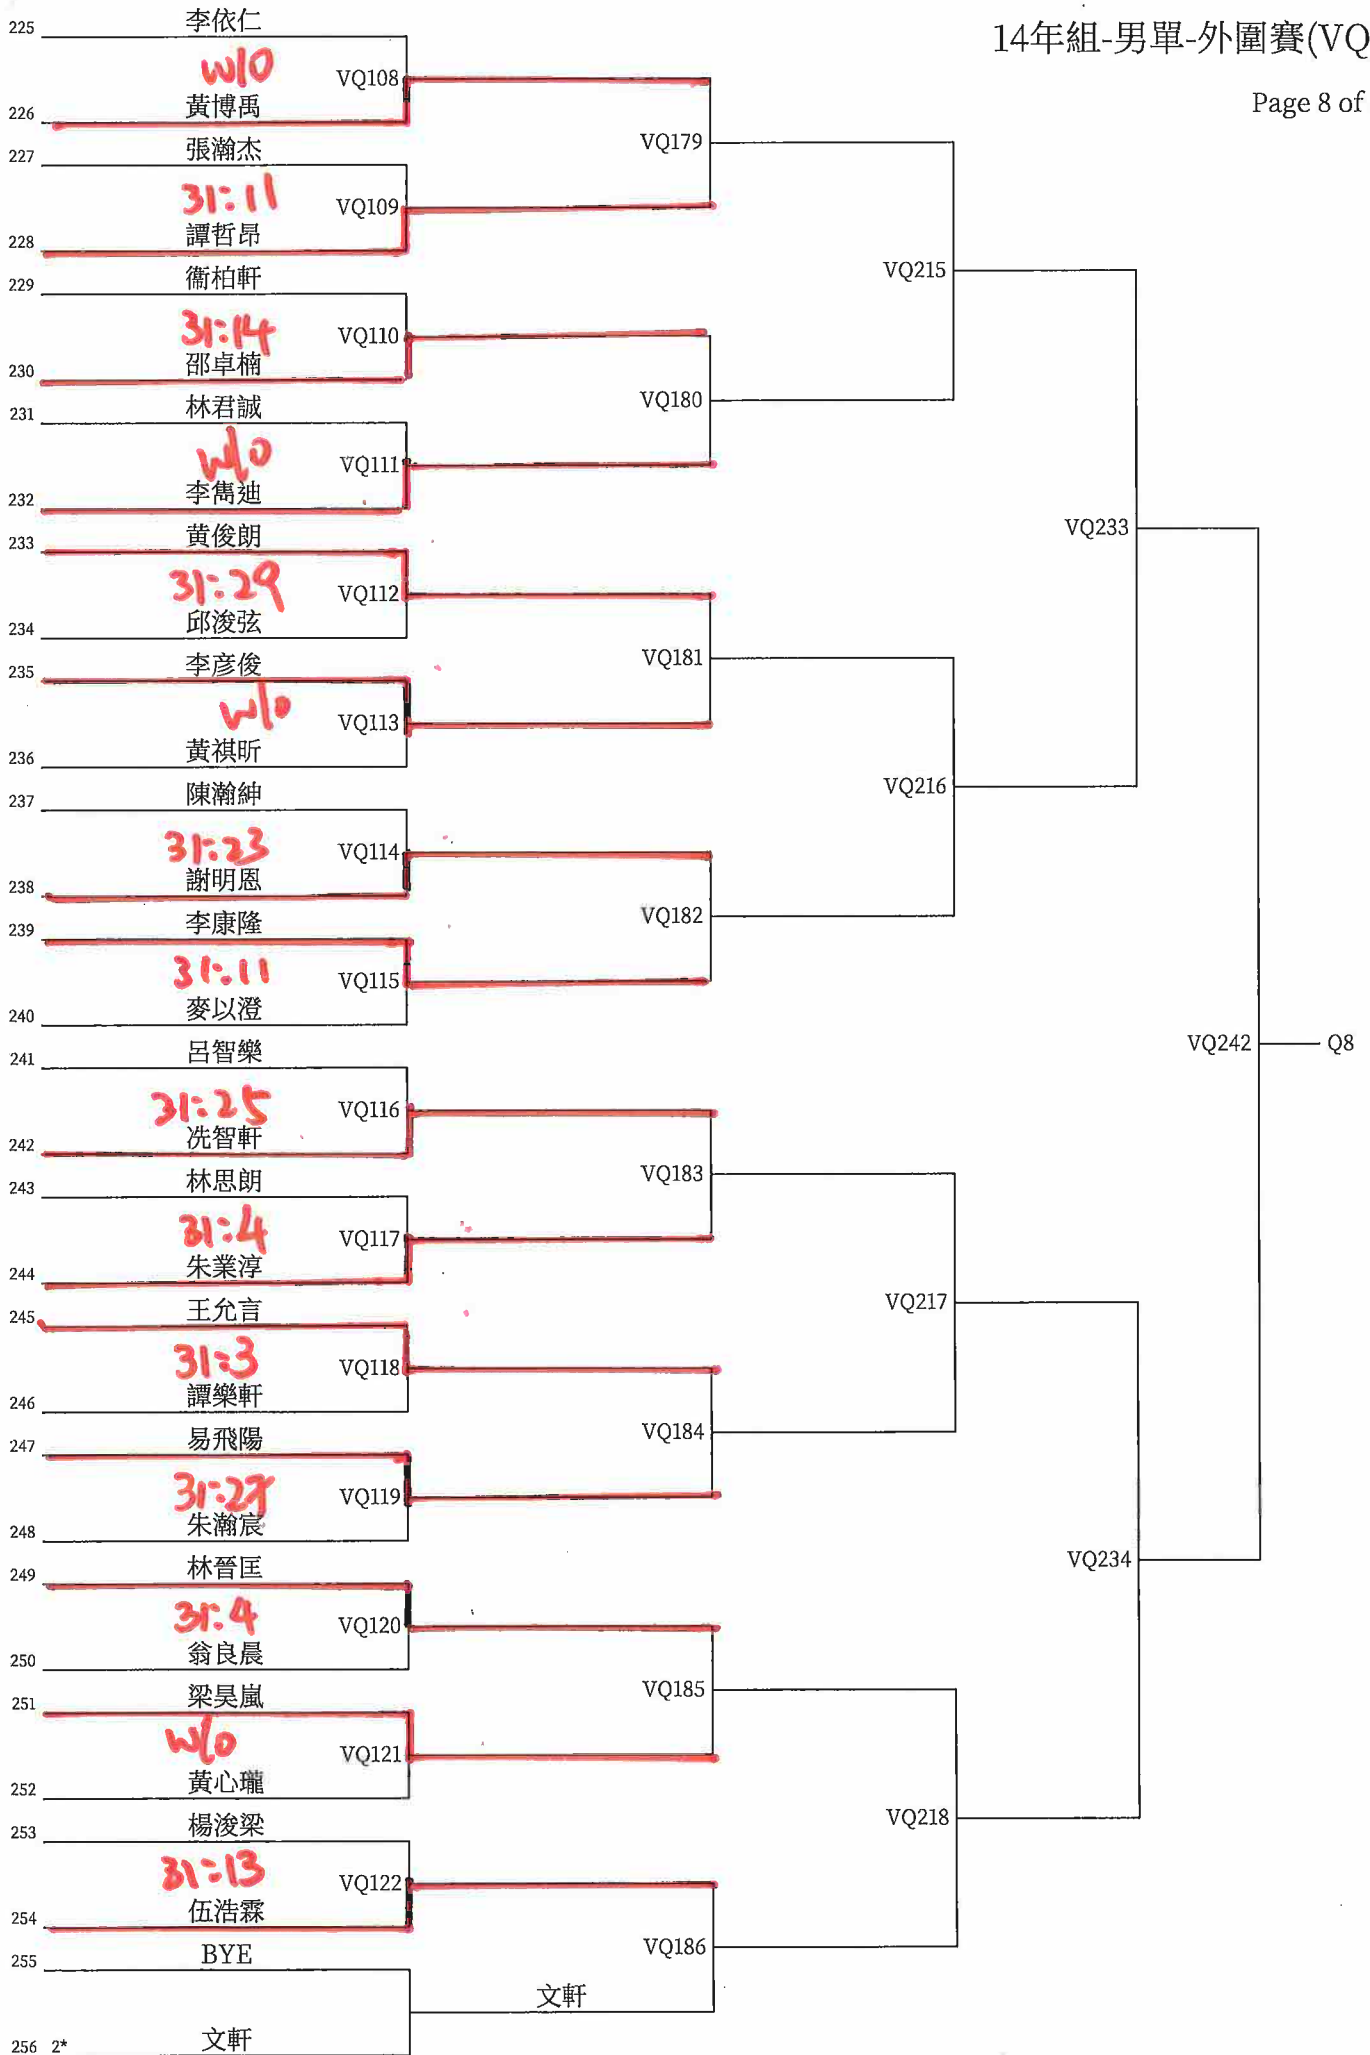 14年組-男單-外圍賽(VQ
Page 8 of
225 李依仁
w/o VQ108
226 黃博禹
VQ179
227 張瀚杰
31:11 VQ109
228 譚哲昂
VQ215
229 衞柏軒
31:14 VQ110
230 邵卓楠
VQ180
231 林君誠
w/o VQ111
232 李雋迪
VQ233
233 黄俊朗
31:29 VQ112
234 邱浚弦
VQ181
235 李彦俊
w/o VQ113
236 黃祺昕
VQ216
237 陳瀚紳
31:23 VQ114
238 謝明恩
VQ182
239 李康隆
31:11 VQ115
240 麥以澄
VQ242 Q8
241 呂智樂
31:25 VQ116
242 冼智軒
VQ183
243 林思朗
31:4 VQ117
244 朱業淳
VQ217
245 王允言
31:3 VQ118
246 譚樂軒
VQ184
247 易飛陽
31:27 VQ119
248 朱瀚宸
VQ234
249 林晉匡
31:4 VQ120
250 翁良晨
VQ185
251 梁昊嵐
w/o VQ121
252 黃心瓏
VQ218
253 楊浚梁
31:13 VQ122
254 伍浩霖
VQ186
255 BYE
文軒
256 2* 文軒